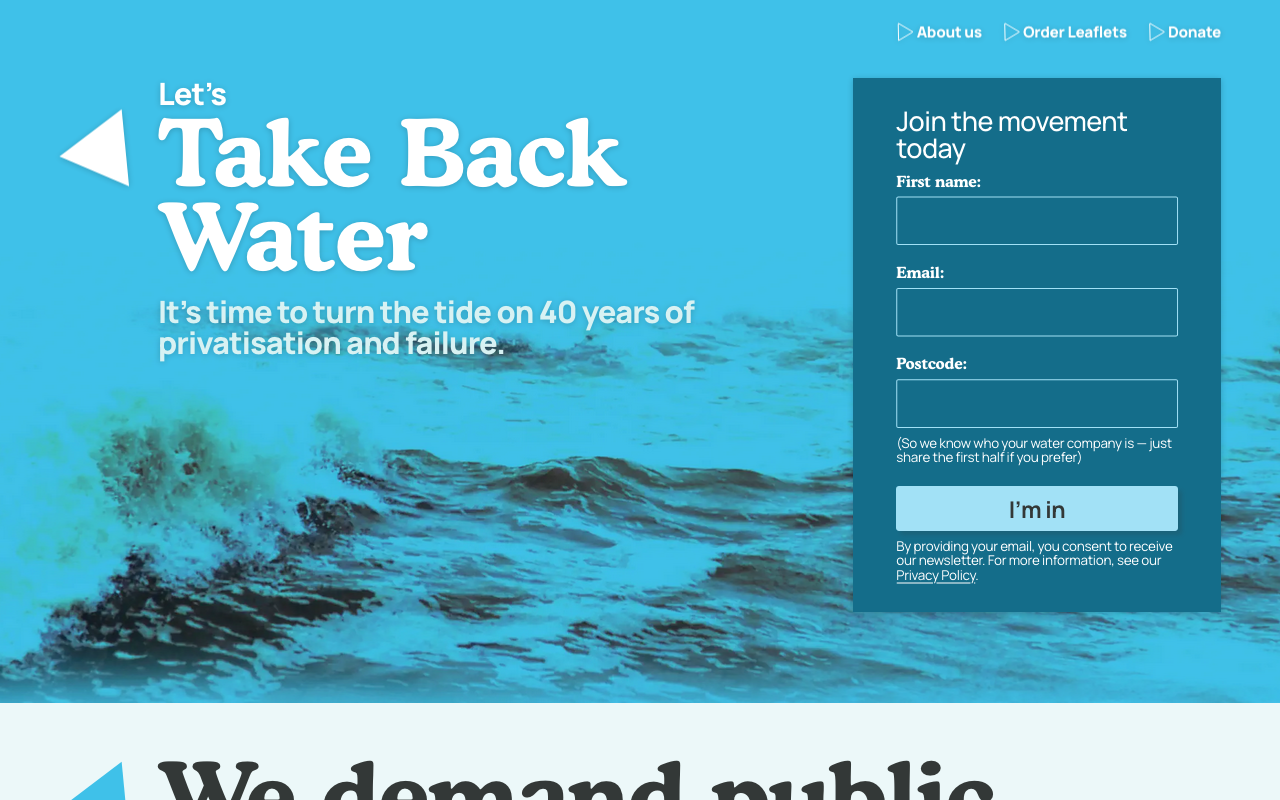 About us
Order Leaflets
Donate
Let's
Take Back
Water
It's time to turn the tide on 40 years of
privatisation and failure.
Join the movement
today
First name:
Email:
Postcode:
(So we know who your water company is — just
share the first half if you prefer)
I'm in
By providing your email, you consent to receive
our newsletter. For more information, see our
Privacy Policy.
We demand public